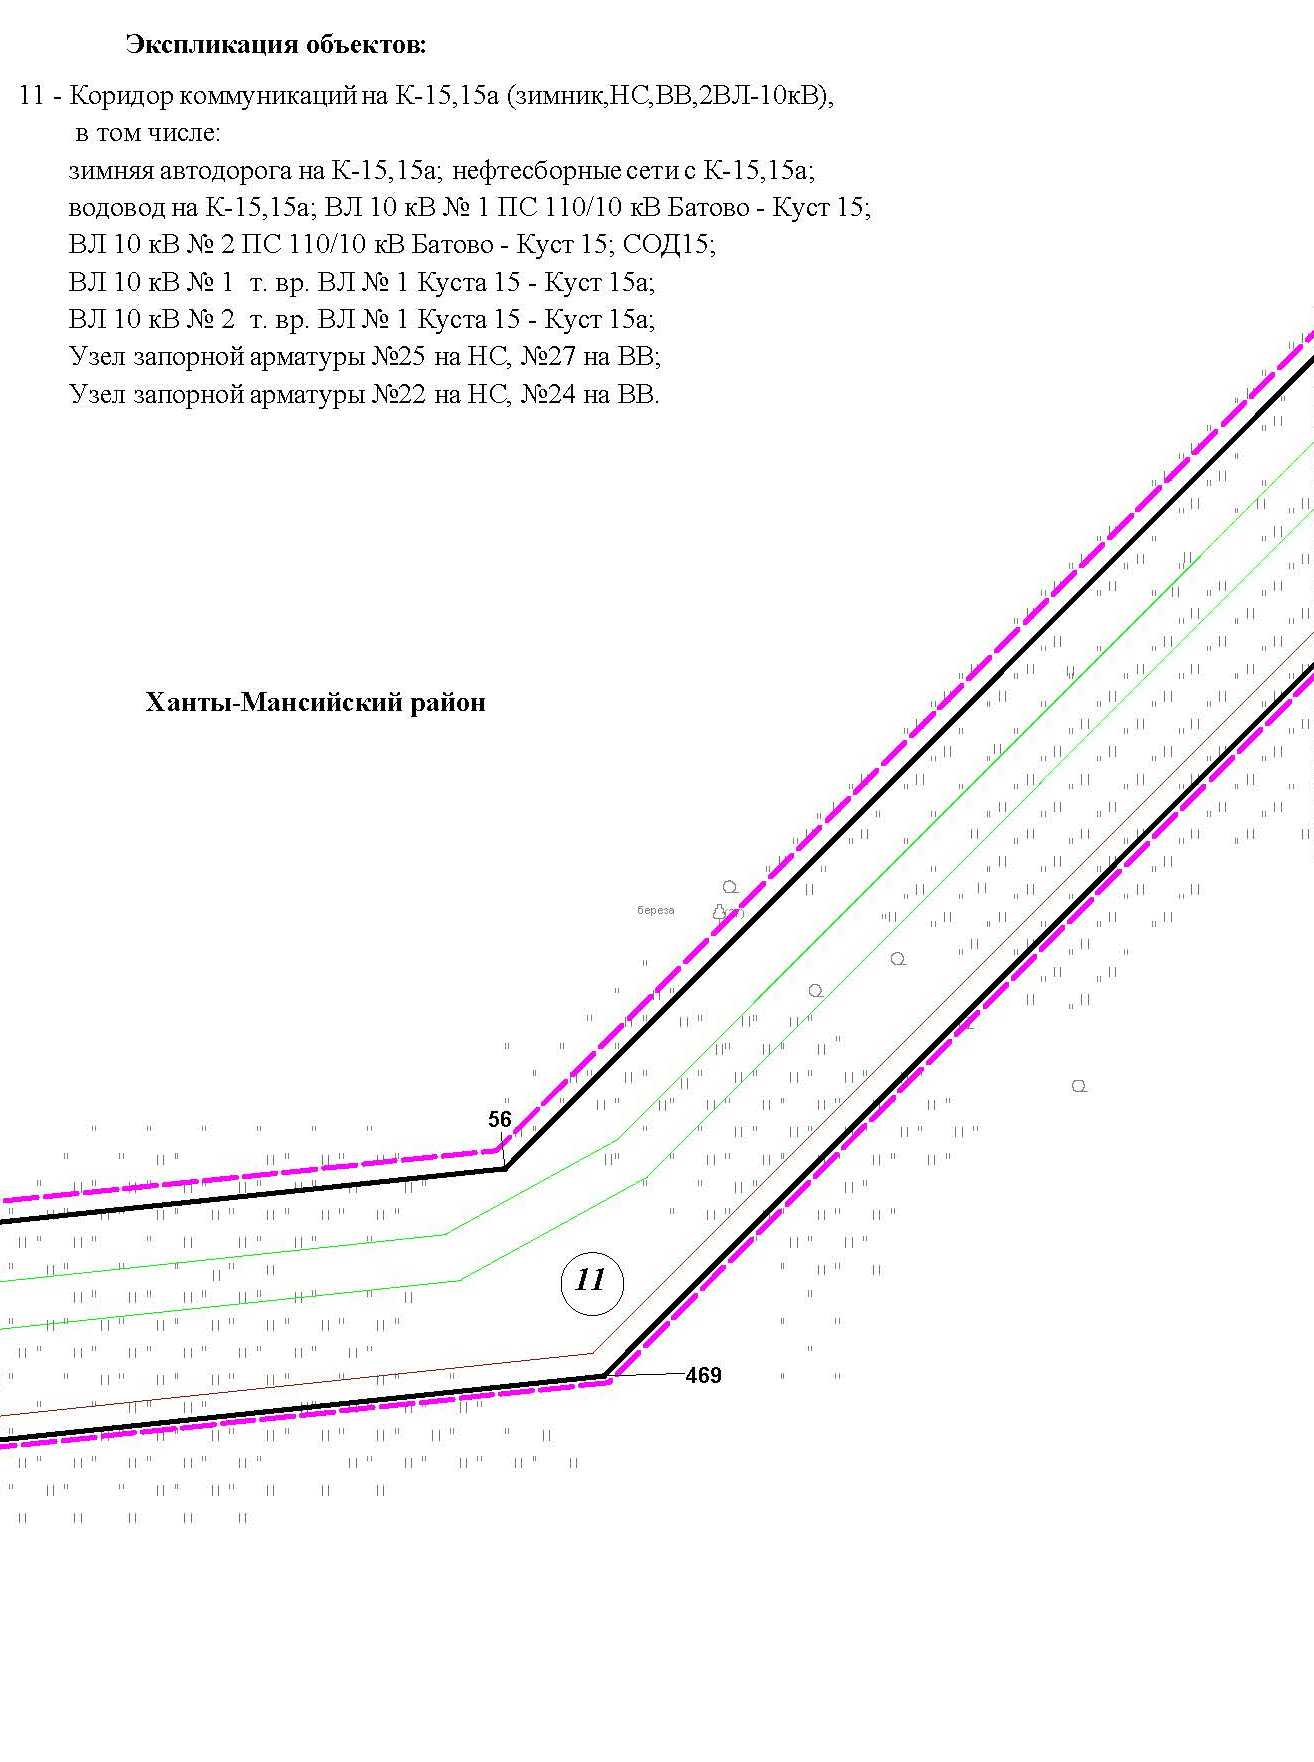 Экспликация объектов:
11 - Коридор коммуникаций на К-15,15а (зимник,НС,ВВ,2ВЛ-10кВ),
в том числе:
зимняя автодорога на К-15,15а; нефтесборные сети с К-15,15а;
водовод на К-15,15а; ВЛ 10 кВ № 1 ПС 110/10 кВ Батово - Куст 15;
ВЛ 10 кВ № 2 ПС 110/10 кВ Батово - Куст 15; СОД15;
ВЛ 10 кВ № 1 т. вр. ВЛ № 1 Куста 15 - Куст 15а;
ВЛ 10 кВ № 2 т. вр. ВЛ № 1 Куста 15 - Куст 15а;
Узел запорной арматуры №25 на НС, №27 на ВВ;
Узел запорной арматуры №22 на НС, №24 на ВВ.
Ханты-Мансийский район
береза
56
11
469